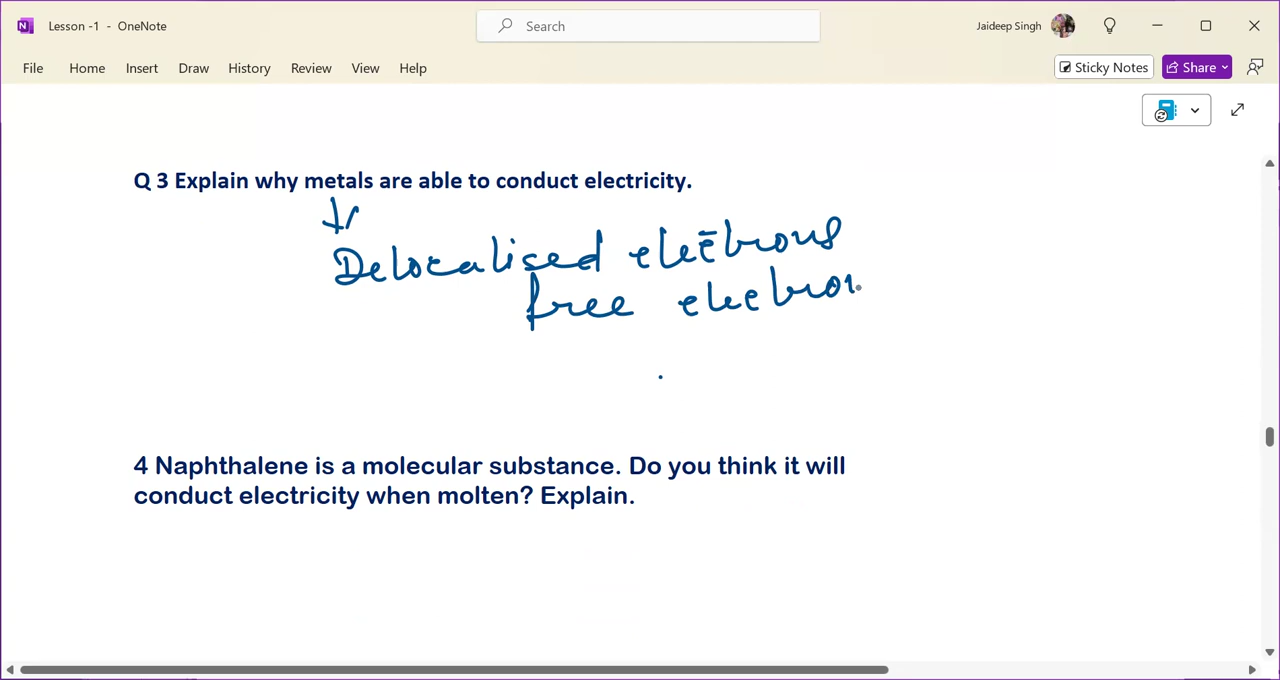 Lesson -1 - OneNote
Search
Jaideep Singh
File Home Insert Draw History Review View Help
Sticky Notes Share
Q 3 Explain why metals are able to conduct electricity.
Delocalised electrons
free electron
4 Naphthalene is a molecular substance. Do you think it will
conduct electricity when molten? Explain.